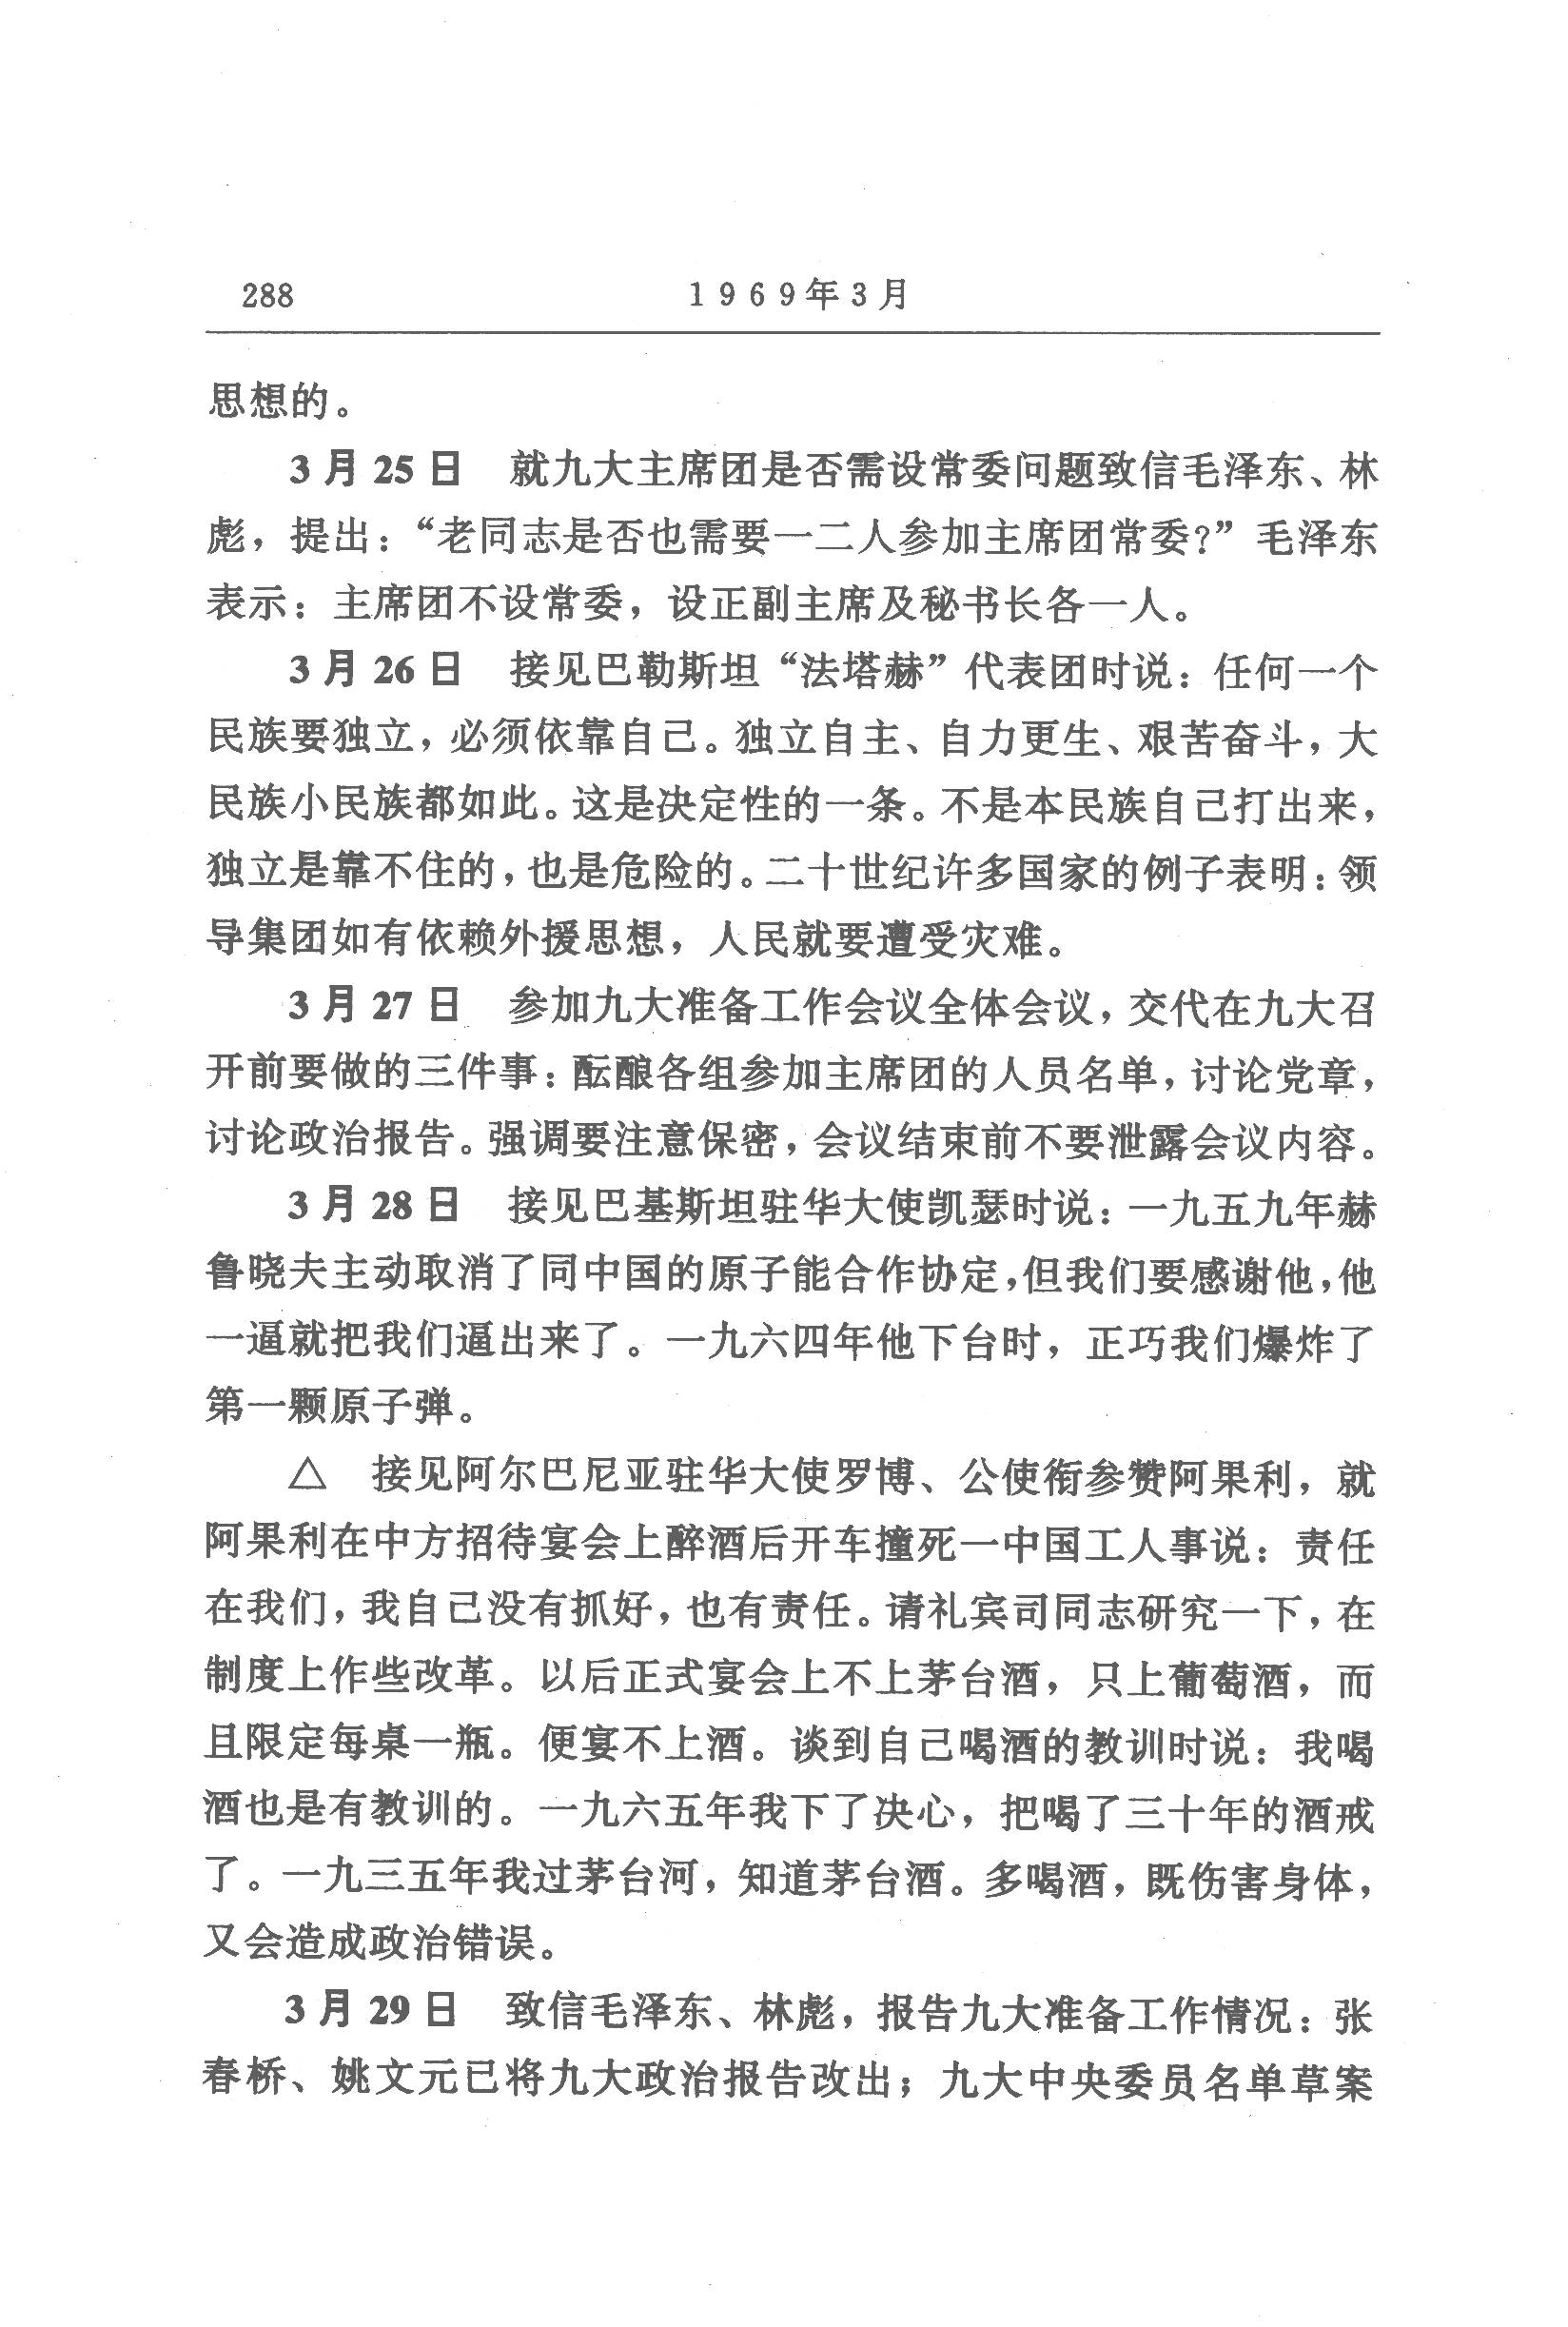 288
1969年3月
思想的。
3月25日 就九大主席团是否需设常委问题致信毛泽东、林
彪，提出：“老同志是否也需要一二人参加主席团常委？”毛泽东
表示：主席团不设常委，设正副主席及秘书长各一人。
3月26日 接见巴勒斯坦“法塔赫”代表团时说：任何一个
民族要独立，必须依靠自己。独立自主、自力更生、艰苦奋斗，大
民族小民族都如此。这是决定性的一条。不是本民族自己打出来，
独立是靠不住的，也是危险的。二十世纪许多国家的例子表明：领
导集团如有依赖外援思想，人民就要遭受灾难。
3月27日 参加九大准备工作会议全体会议，交代在九大召
开前要做的三件事：酝酿各组参加主席团的人员名单，讨论党章，
讨论政治报告。强调要注意保密，会议结束前不要泄露会议内容。
3月28日 接见巴基斯坦驻华大使凯瑟时说：一九五九年赫
鲁晓夫主动取消了同中国的原子能合作协定，但我们要感谢他，他
一逼就把我们逼出来了。一九六四年他下台时，正巧我们爆炸了
第一颗原子弹。
△ 接见阿尔巴尼亚驻华大使罗博、公使衔参赞阿果利，就
阿果利在中方招待宴会上醉酒后开车撞死一中国工人事说：责任
在我们，我自己没有抓好，也有责任。请礼宾司同志研究一下，在
制度上作些改革。以后正式宴会上不上茅台酒，只上葡萄酒，而
且限定每桌一瓶。便宴不上酒。谈到自己喝酒的教训时说：我喝
酒也是有教训的。一九六五年我下了决心，把喝了三十年的酒戒
了。一九三五年我过茅台河，知道茅台酒。多喝酒，既伤害身体，
又会造成政治错误。
3月29日 致信毛泽东、林彪，报告九大准备工作情况：张
春桥、姚文元已将九大政治报告改出；九大中央委员名单草案